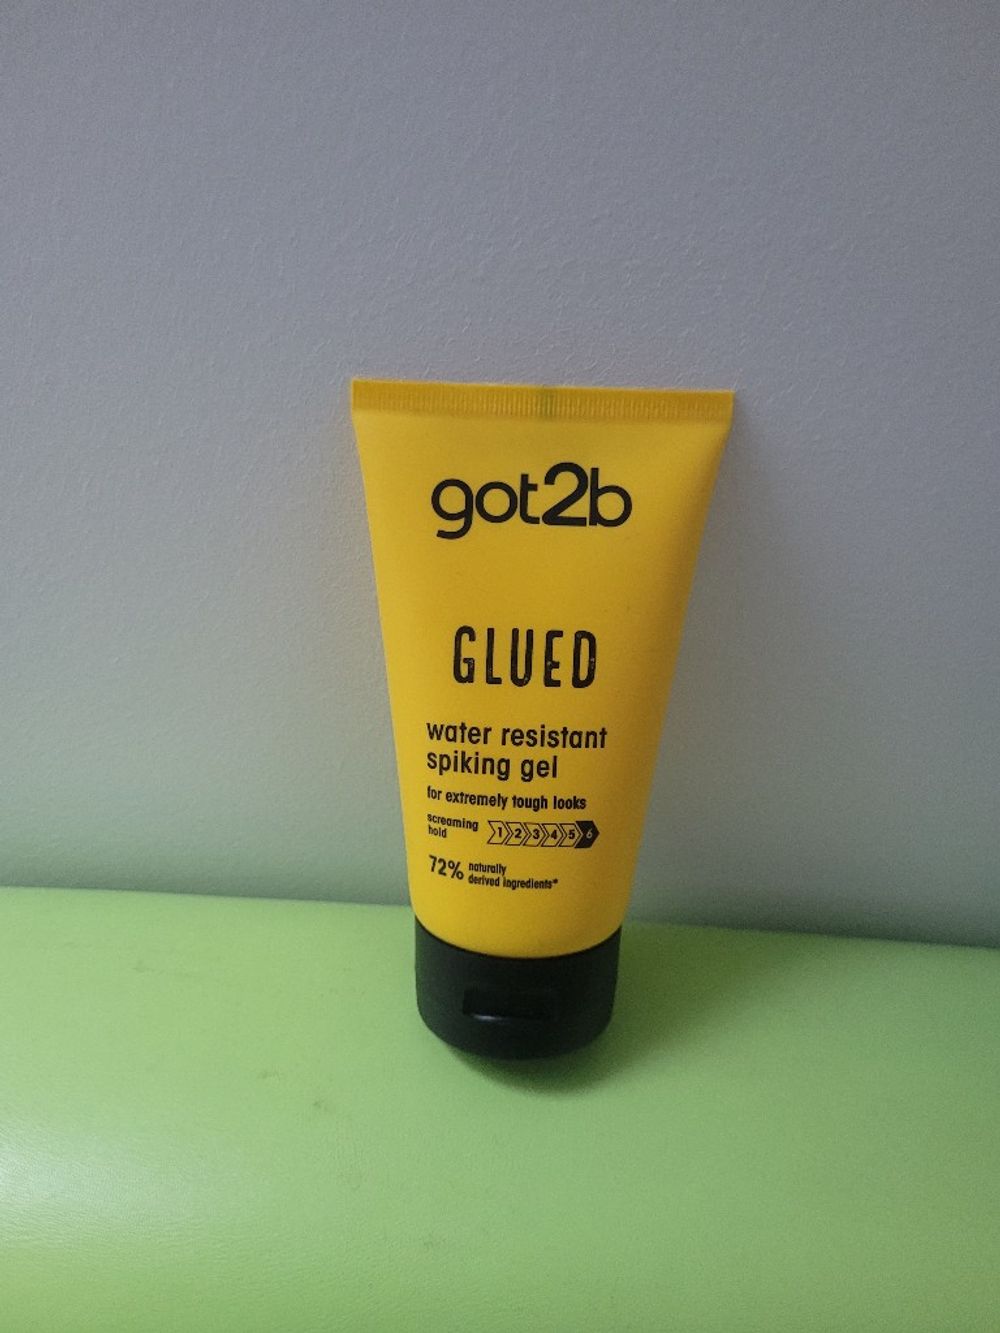 got2b
GLUED
water resistant
spiking gel
for extremely tough looks
screaming
hold
1 2 3 4 5 6
72% naturally
derived ingredients*